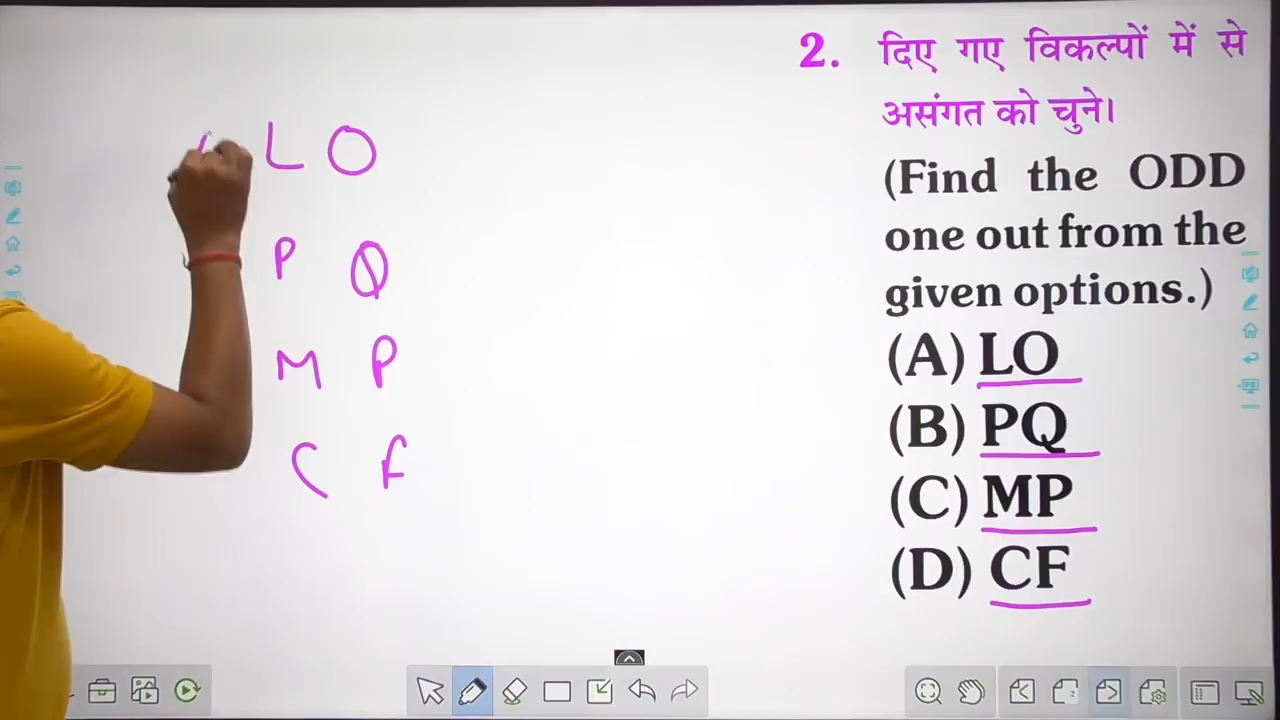 2. दिए गए विकल्पों में से
असंगत को चुने।
(Find the ODD
one out from the
given options.)
(A) LO
(B) PQ
(C) MP
(D) CF
L O
P Q
M P
C F